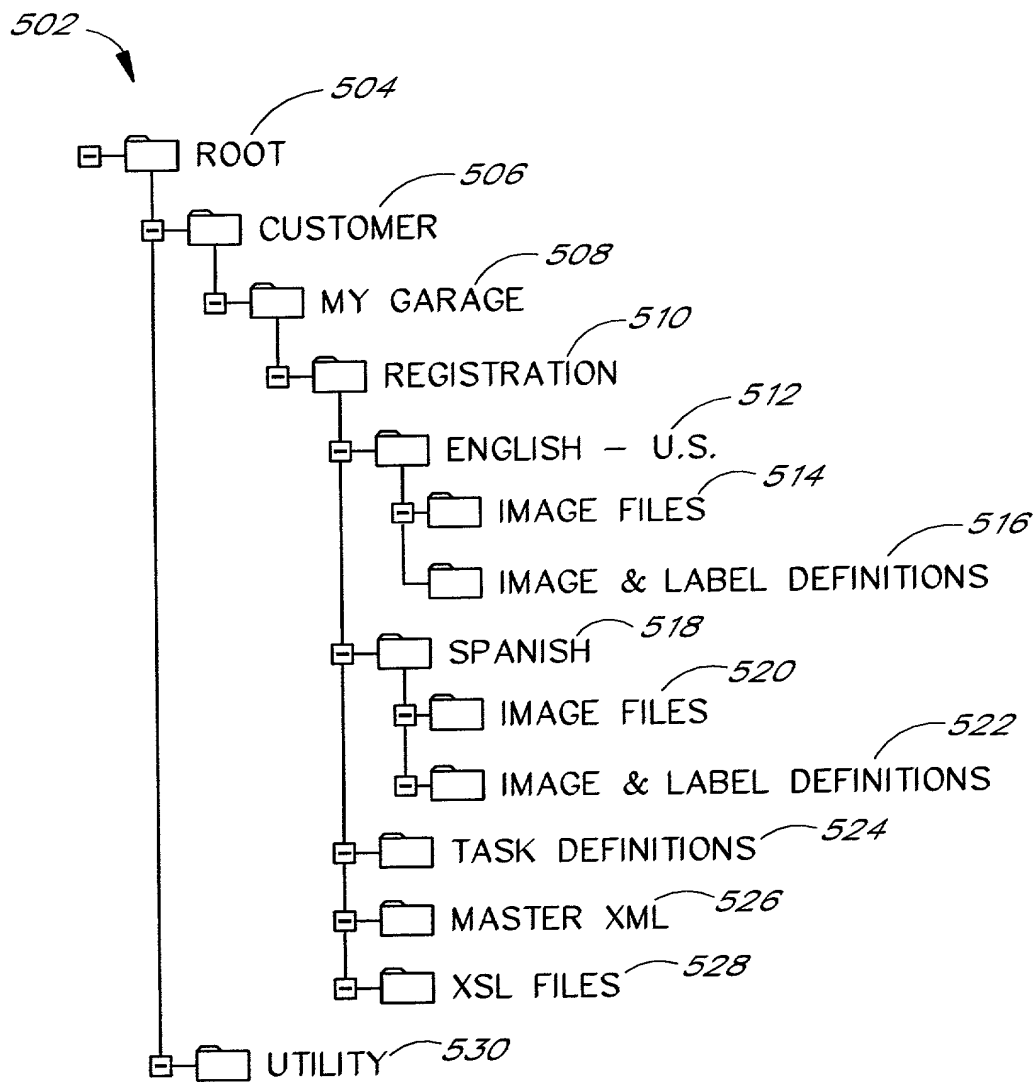 502
504
ROOT
506
CUSTOMER
508
MY GARAGE
510
REGISTRATION
512
ENGLISH – U.S.
514
IMAGE FILES
516
IMAGE & LABEL DEFINITIONS
518
SPANISH
520
IMAGE FILES
522
IMAGE & LABEL DEFINITIONS
524
TASK DEFINITIONS
526
MASTER XML
528
XSL FILES
530
UTILITY